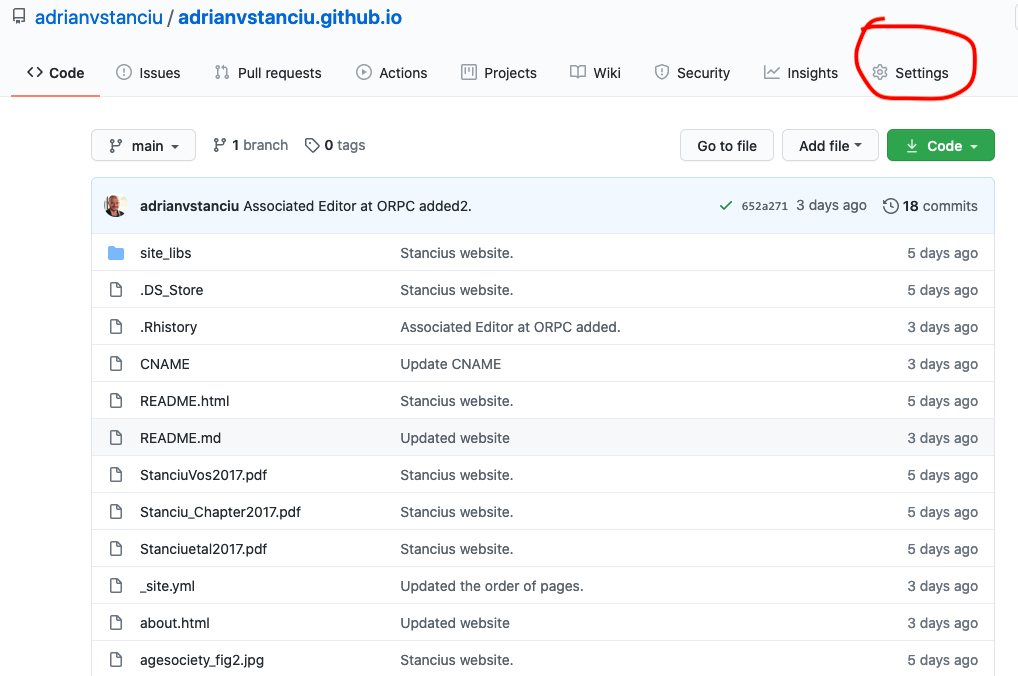 adrianvstanciu / adrianvstanciu.github.io
Code Issues Pull requests Actions Projects Wiki Security Insights Settings
main 1 branch 0 tags Go to file Add file Code
adrianvstanciu Associated Editor at ORPC added2. 652a271 3 days ago 18 commits
site_libs Stancius website. 5 days ago
.DS_Store Stancius website. 5 days ago
.Rhistory Associated Editor at ORPC added. 3 days ago
CNAME Update CNAME 3 days ago
README.html Stancius website. 5 days ago
README.md Updated website 3 days ago
StanciuVos2017.pdf Stancius website. 5 days ago
Stanciu_Chapter2017.pdf Stancius website. 5 days ago
Stanciuetal2017.pdf Stancius website. 5 days ago
_site.yml Updated the order of pages. 3 days ago
about.html Updated website 3 days ago
agesociety_fig2.jpg Stancius website. 5 days ago